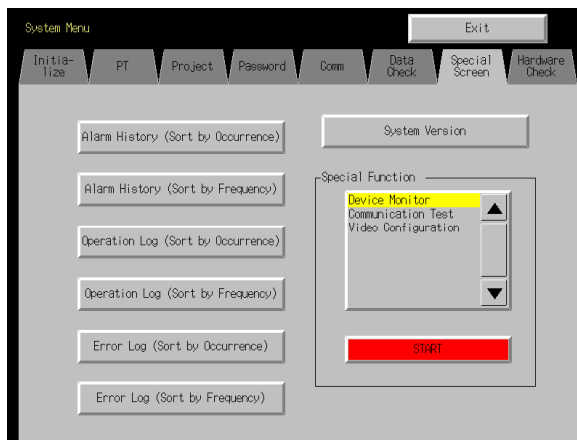 System Menu
Exit
Initia-
lize
PT
Project
Password
Comm
Data
Check
Special
Screen
Hardware
Check
Alarm History (Sort by Occurrence)
Alarm History (Sort by Frequency)
Operation Log (Sort by Occurrence)
Operation Log (Sort by Frequency)
Error Log (Sort by Occurrence)
Error Log (Sort by Frequency)
System Version
Special Function
Device Monitor
Communication Test
Video Configuration
START